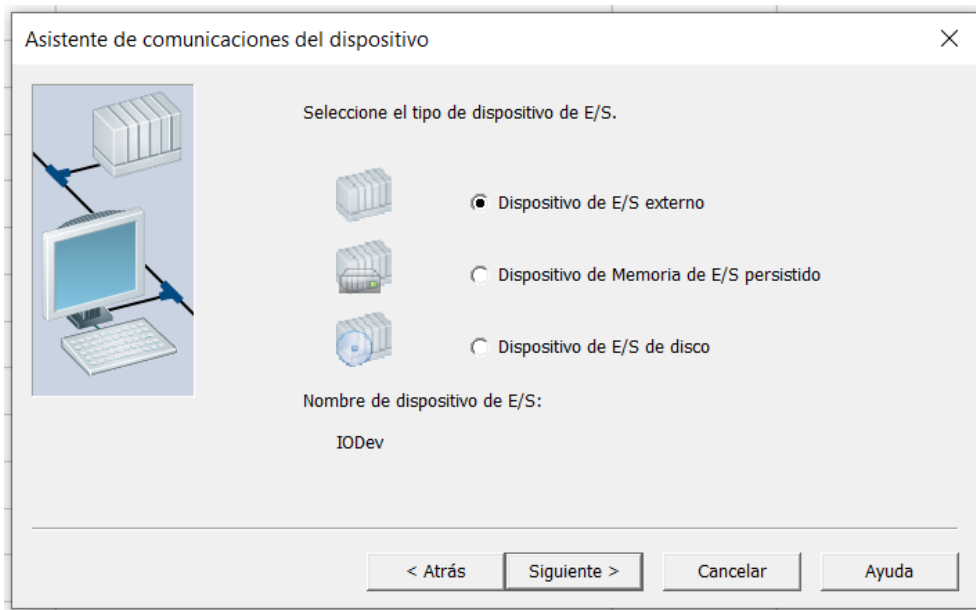 Asistente de comunicaciones del dispositivo
Seleccione el tipo de dispositivo de E/S.
Dispositivo de E/S externo
Dispositivo de Memoria de E/S persistido
Dispositivo de E/S de disco
Nombre de dispositivo de E/S:
IODev
< Atrás
Siguiente >
Cancelar
Ayuda